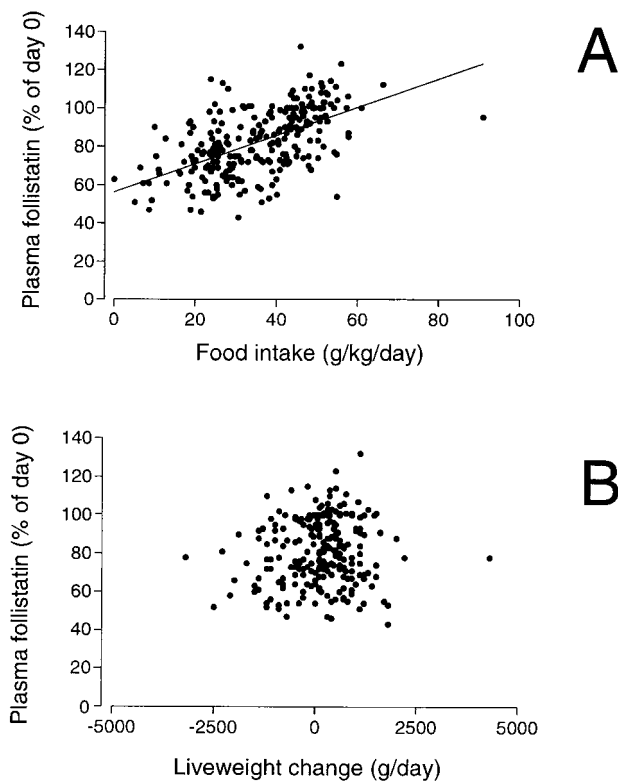 A
Plasma follistatin (% of day 0)
140
120
100
80
60
40
20
0
0 20 40 60 80 100
Food intake (g/kg/day)
B
Plasma follistatin (% of day 0)
140
120
100
80
60
40
20
0
-5000 -2500 0 2500 5000
Liveweight change (g/day)